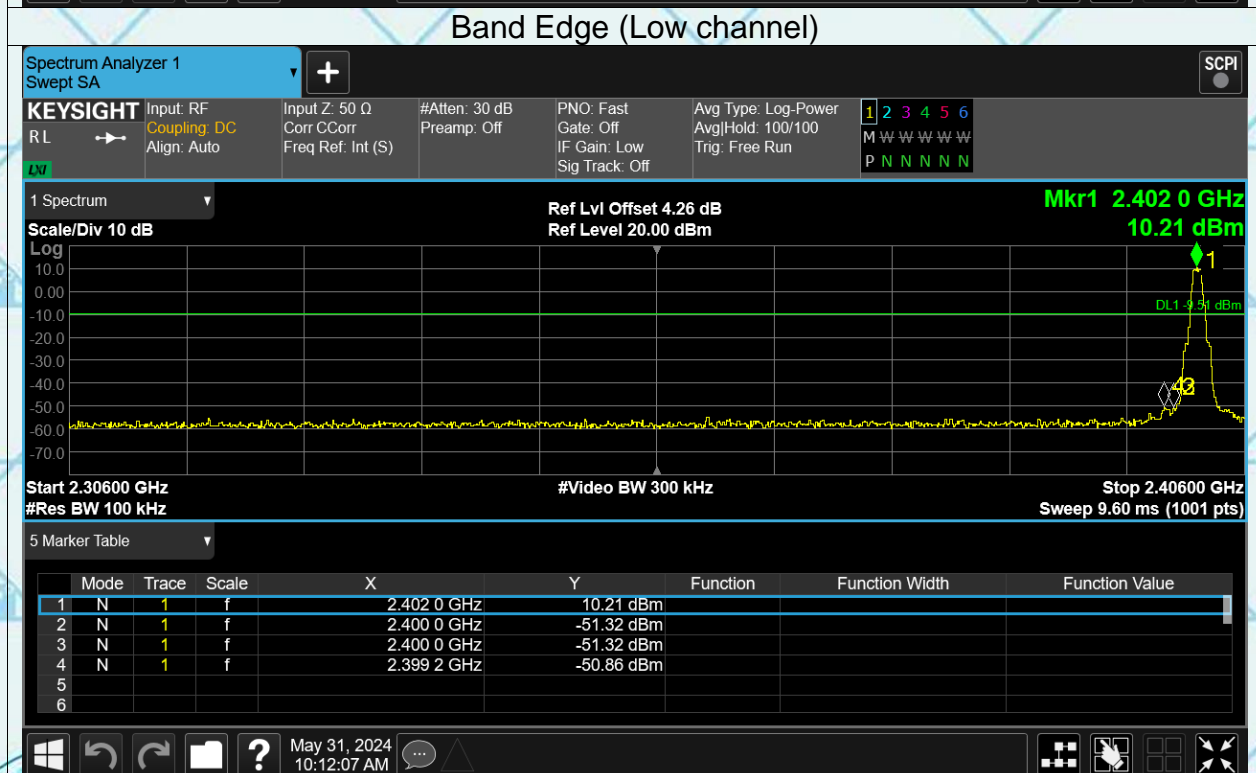 Band Edge (Low channel)
Spectrum Analyzer 1
Swept SA
SCPI
KEYSIGHT
RL
LXI
Input: RF
Coupling: DC
Align: Auto
Input Z: 50 Ω
Corr CCorr
Freq Ref: Int (S)
#Atten: 30 dB
Preamp: Off
PNO: Fast
Gate: Off
IF Gain: Low
Sig Track: Off
Avg Type: Log-Power
Avg|Hold: 100/100
Trig: Free Run
1 2 3 4 5 6
M W W W W W
P N N N N N
1 Spectrum
Scale/Div 10 dB
Ref Lvl Offset 4.26 dB
Ref Level 20.00 dBm
Mkr1 2.402 0 GHz
10.21 dBm
Log
10.0
0.00
-10.0
-20.0
-30.0
-40.0
-50.0
-60.0
-70.0
1
DL1 -9.51 dBm
Start 2.30600 GHz
#Res BW 100 kHz
#Video BW 300 kHz
Stop 2.40600 GHz
Sweep 9.60 ms (1001 pts)
5 Marker Table
Mode Trace Scale X Y Function Function Width Function Value
1 N 1 f 2.402 0 GHz 10.21 dBm
2 N 1 f 2.400 0 GHz -51.32 dBm
3 N 1 f 2.400 0 GHz -51.32 dBm
4 N 1 f 2.399 2 GHz -50.86 dBm
5
6
?
May 31, 2024
10:12:07 AM